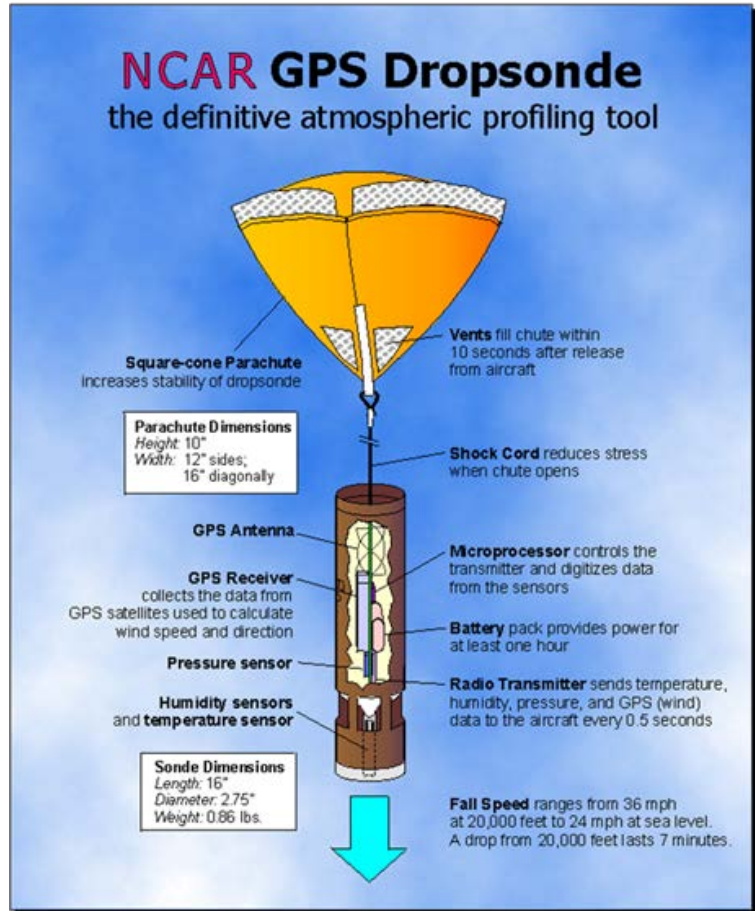 NCAR GPS Dropsonde
the definitive atmospheric profiling tool
Square-cone Parachute
increases stability of dropsonde
Vents fill chute within
10 seconds after release
from aircraft
Parachute Dimensions
Height: 10"
Width: 12" sides;
16" diagonally
Shock Cord reduces stress
when chute opens
GPS Antenna
GPS Receiver
collects the data from
GPS satellites used to calculate
wind speed and direction
Microprocessor controls the
transmitter and digitizes data
from the sensors
Battery pack provides power for
at least one hour
Pressure sensor
Radio Transmitter sends temperature,
humidity, pressure, and GPS (wind)
data to the aircraft every 0.5 seconds
Humidity sensors
and temperature sensor
Sonde Dimensions
Length: 16"
Diameter: 2.75"
Weight: 0.86 lbs.
Fall Speed ranges from 36 mph
at 20,000 feet to 24 mph at sea level.
A drop from 20,000 feet lasts 7 minutes.